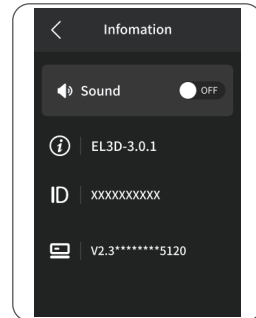 Infomation
Sound
OFF
EL3D-3.0.1
ID
XXXXXXXXXX
V2.3********5120